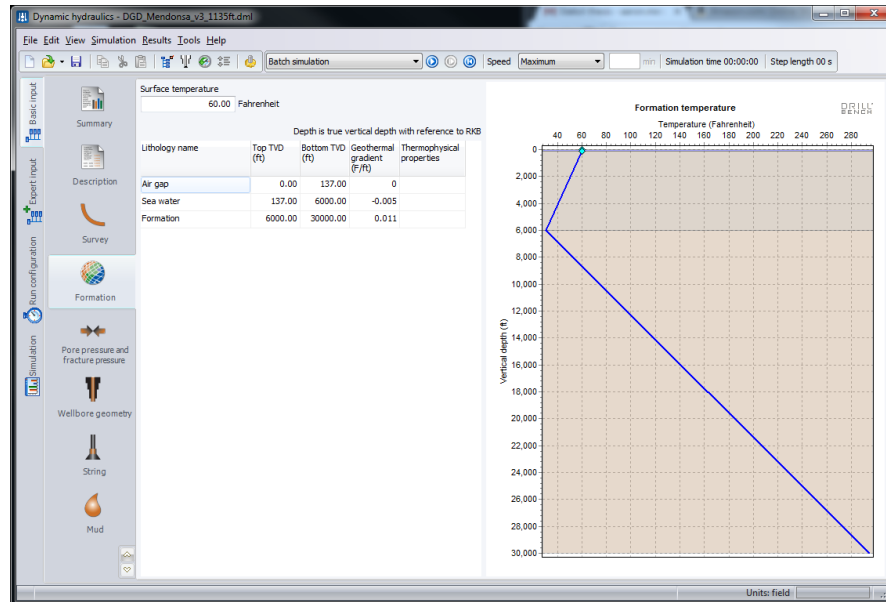 Dynamic hydraulics - DGD_Mendonsa_v3_1135ft.dml
File Edit View Simulation Results Tools Help
Batch simulation Speed Maximum min Simulation time 00:00:00 Step length 00 s
Basic input
Expert input
Run configuration
Simulation
Summary
Description
Survey
Formation
Pore pressure and
fracture pressure
Wellbore geometry
String
Mud
Surface temperature
60.00 Fahrenheit
Depth is true vertical depth with reference to RKB
Lithology name Top TVD (ft) Bottom TVD (ft) Geothermal gradient (F/ft) Thermophysical properties
Air gap 0.00 137.00 0
Sea water 137.00 6000.00 -0.005
Formation 6000.00 30000.00 0.011
Formation temperature
DRILL
BENCH
Temperature (Fahrenheit)
40 60 80 100 120 140 160 180 200 220 240 260 280
Vertical depth (ft)
0
2,000
4,000
6,000
8,000
10,000
12,000
14,000
16,000
18,000
20,000
22,000
24,000
26,000
28,000
30,000
Units: field